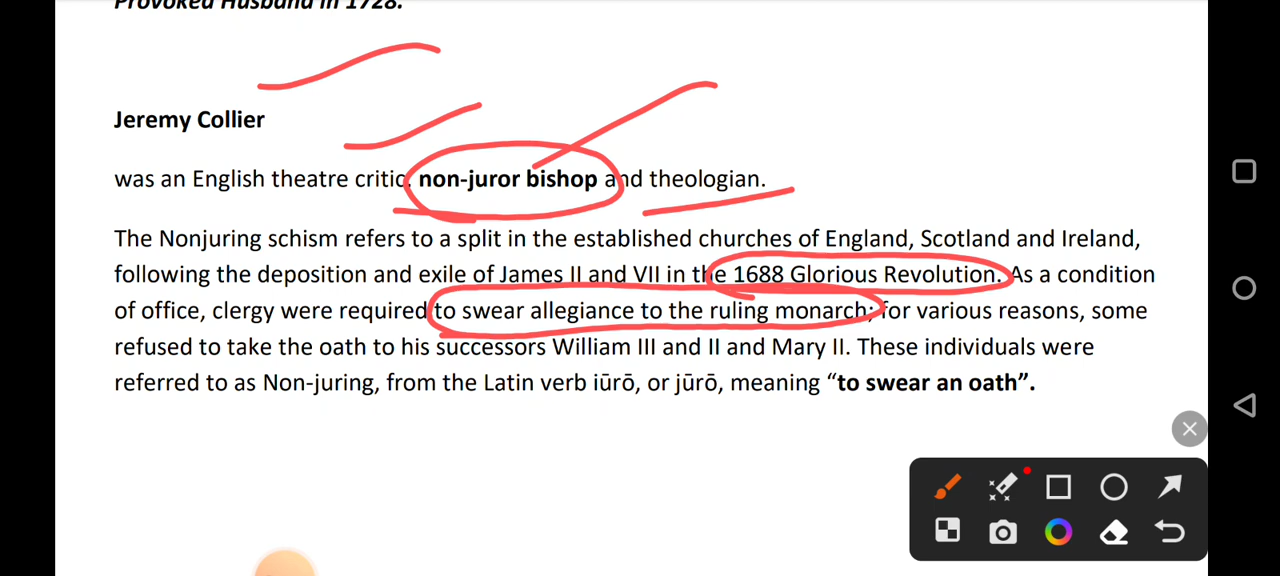 Provoked Husband in 1728.
Jeremy Collier
was an English theatre critic, non-juror bishop and theologian.
The Nonjuring schism refers to a split in the established churches of England, Scotland and Ireland,
following the deposition and exile of James II and VII in the 1688 Glorious Revolution. As a condition
of office, clergy were required to swear allegiance to the ruling monarch; for various reasons, some
refused to take the oath to his successors William III and II and Mary II. These individuals were
referred to as Non-juring, from the Latin verb iūrō, or jūrō, meaning “to swear an oath”.